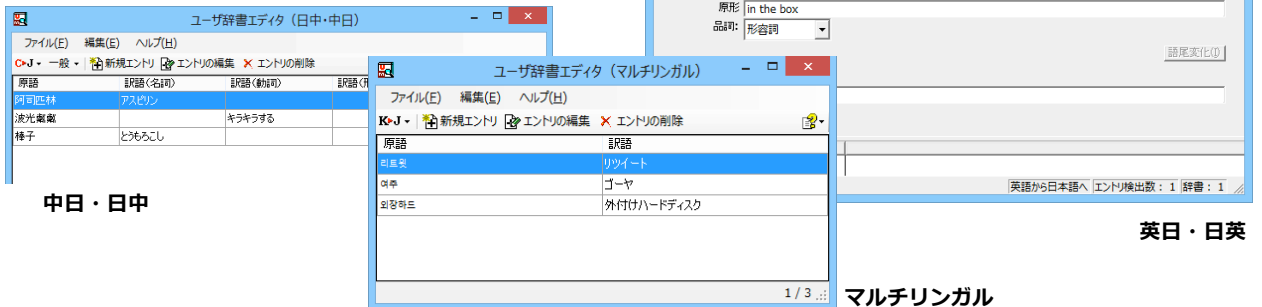 ユーザ辞書エディタ（日中・中日）
ファイル(F) 編集(E) ヘルプ(H)
C▸J 一般 新規エントリ エントリの編集 エントリの削除
原語 訳語(名詞) 訳語(動詞) 訳語(形
阿司匹林 アスピリン
波光粼粼 キラキラする
棒子 とうもろこし
中日・日中
ユーザ辞書エディタ（マルチリンガル）
ファイル(F) 編集(E) ヘルプ(H)
K▸J 新規エントリ エントリの編集 エントリの削除
原語 訳語
리트윗 リツイート
여주 ゴーヤ
외장하드 外付けハードディスク
1 / 3
マルチリンガル
原形 in the box
品詞: 形容詞
語尾変化(I)
英語から日本語へ エントリ検出数： 1 辞書： 1
英日・日英